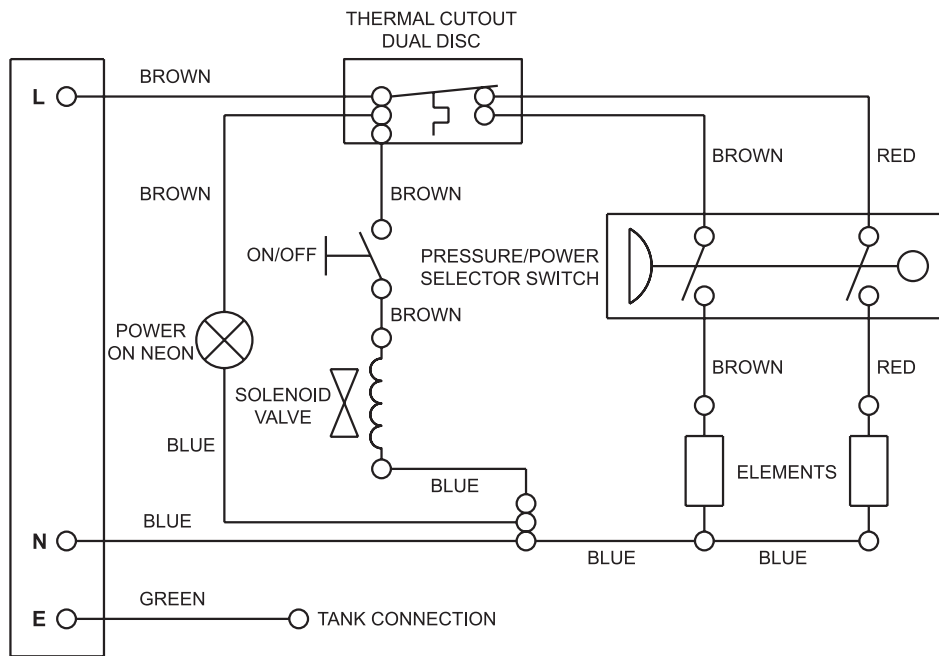 THERMAL CUTOUT
DUAL DISC
BROWN
L
BROWN
BROWN
BROWN
RED
ON/OFF
PRESSURE/POWER
SELECTOR SWITCH
BROWN
POWER
ON NEON
BROWN
RED
SOLENOID
VALVE
BLUE
ELEMENTS
BLUE
N
BLUE
BLUE
BLUE
E
GREEN
TANK CONNECTION